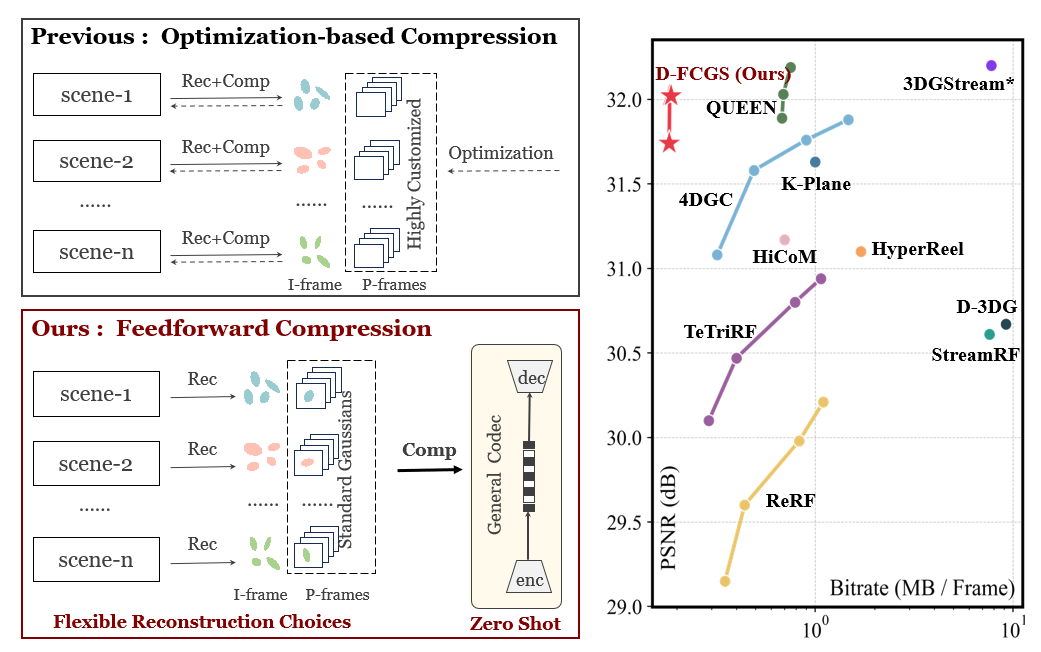 Previous : Optimization-based Compression
scene-1
Rec+Comp
scene-2
Rec+Comp
......
......
......
scene-n
Rec+Comp
Highly Customized
Optimization
I-frame
P-frames
Ours : Feedforward Compression
scene-1
Rec
scene-2
Rec
......
......
......
scene-n
Rec
Standard Gaussians
I-frame
P-frames
Comp
General Codec
dec
enc
Flexible Reconstruction Choices
Zero Shot
D-FCGS (Ours)
QUEEN
3DGStream*
4DGC
K-Plane
HiCoM
HyperReel
TeTriRF
D-3DG
StreamRF
ReRF
PSNR (dB)
Bitrate (MB / Frame)
32.0
31.5
31.0
30.5
30.0
29.5
29.0
10⁰
10¹